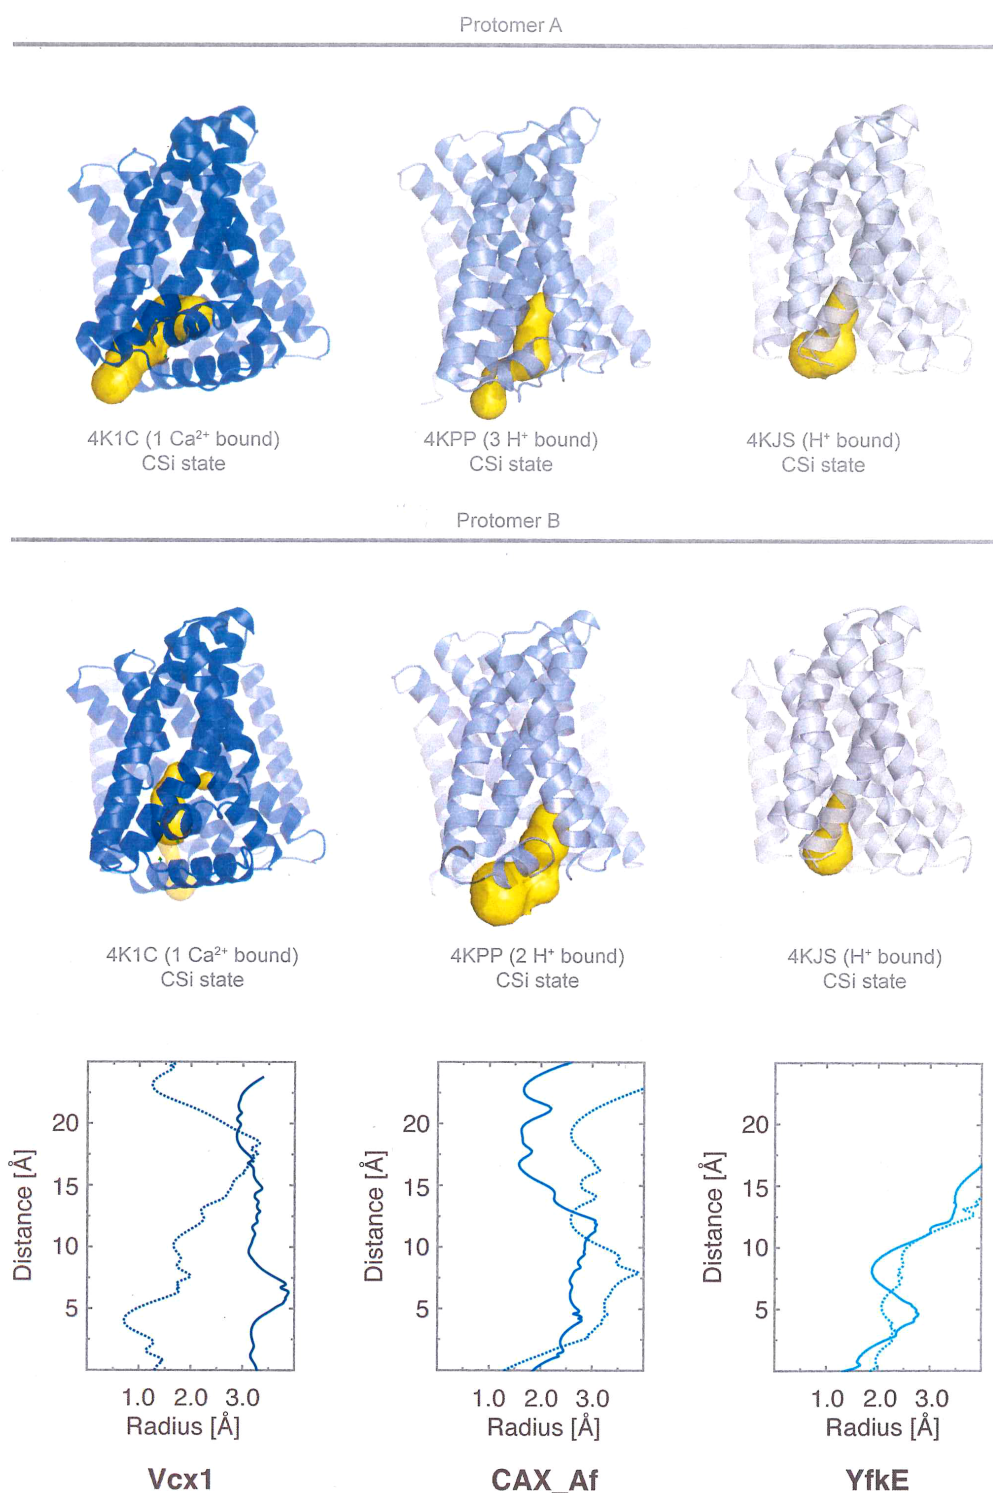 Protomer A
4K1C (1 Ca²⁺ bound) 4KPP (3 H⁺ bound) 4KJS (H⁺ bound)
CSi state CSi state CSi state
Protomer B
4K1C (1 Ca²⁺ bound) 4KPP (2 H⁺ bound) 4KJS (H⁺ bound)
CSi state CSi state CSi state
20 20 20
15 15 15
10 10 10
5 5 5
Distance [Å] Distance [Å] Distance [Å]
1.0 2.0 3.0 1.0 2.0 3.0 1.0 2.0 3.0
Radius [Å] Radius [Å] Radius [Å]
Vcx1 CAX_Af YfkE